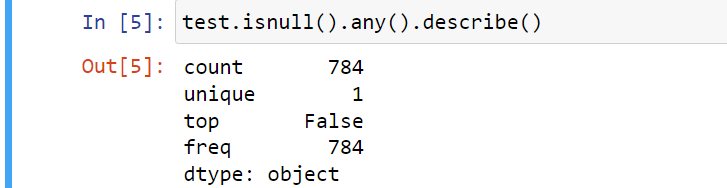 In [5]: test.isnull().any().describe()
Out[5]: count 784
unique 1
top False
freq 784
dtype: object